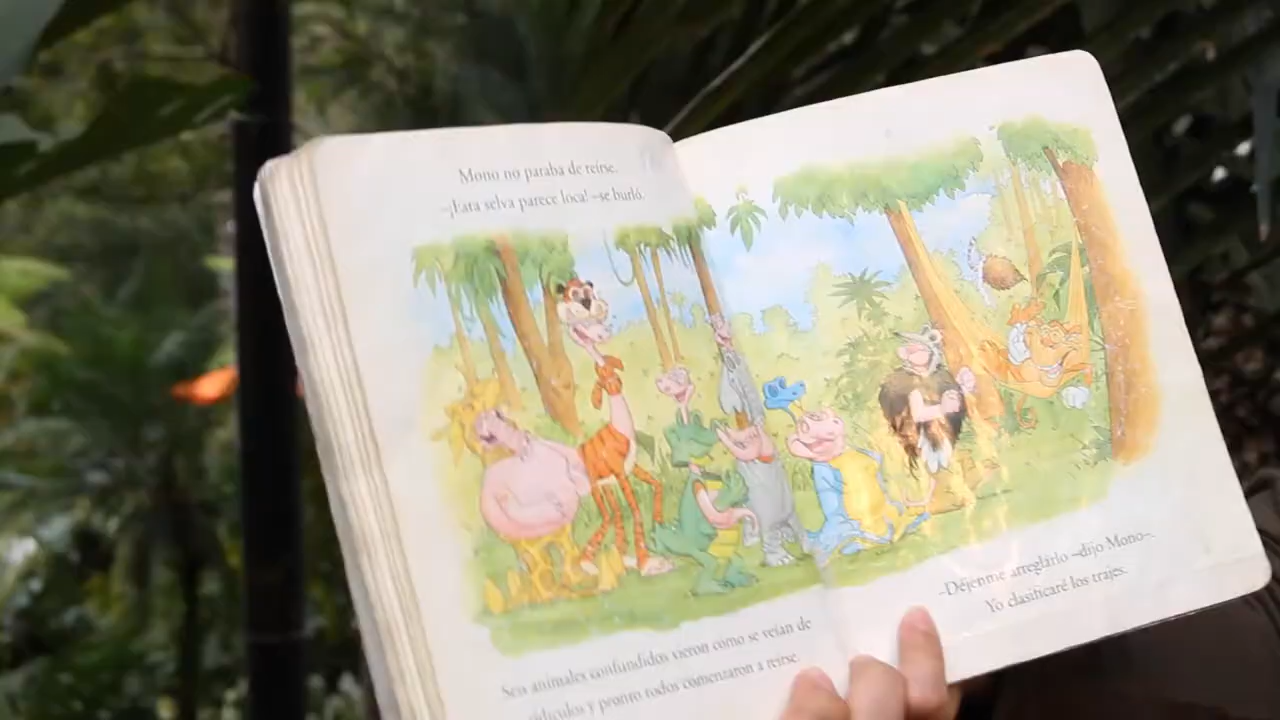 Mono no paraba de reírse.
–¡Esta selva parece loca! –se burló.
Seis animales confundidos vieron como se veían de
ridículos y pronto todos comenzaron a reírse.
–Déjenme arreglarlo –dijo Mono–.
Yo clasificaré los trajes.